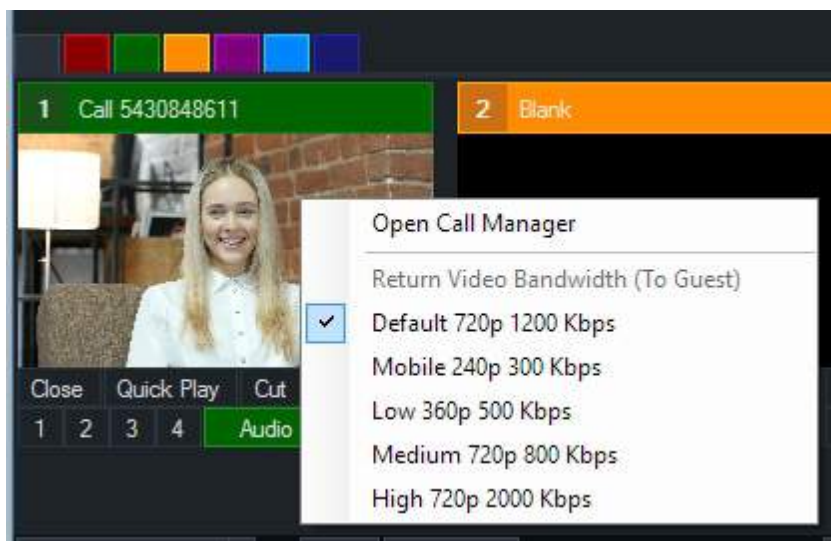 1 Call 5430848611
2 Blank
Open Call Manager
Return Video Bandwidth (To Guest)
Default 720p 1200 Kbps
Mobile 240p 300 Kbps
Low 360p 500 Kbps
Medium 720p 800 Kbps
High 720p 2000 Kbps
Close Quick Play Cut
1 2 3 4 Audio